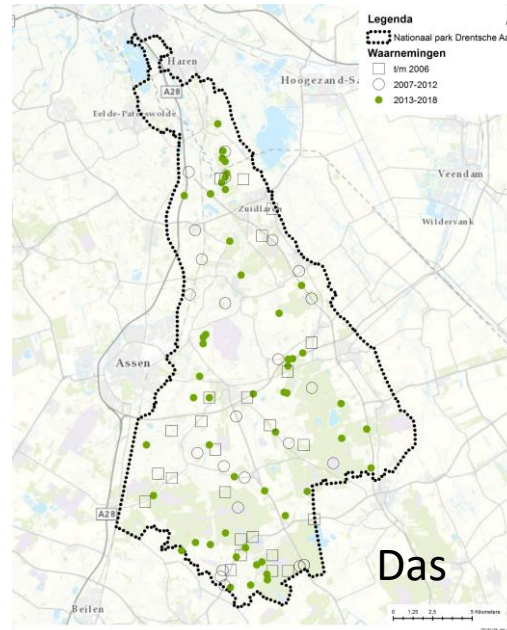 Legenda
Nationaal park Drentsche Aa
Waarnemingen
t/m 2006
2007-2012
2013-2018
Haren
Hoogezand-Sa
A28
Eelde-Paterswolde
Veendam
Zuidlaren
Wildervank
Assen
A28
Das
Beilen
0 1,25 2,5 5 Kilometers